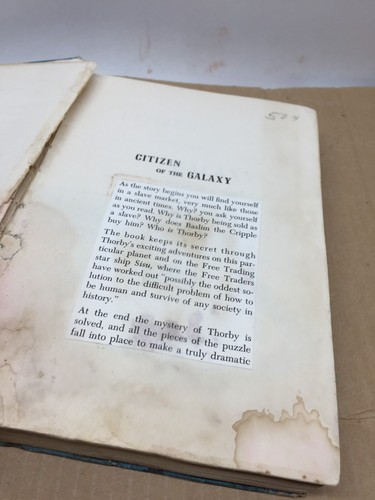 CITIZEN
OF THE GALAXY
As the story begins you will find yourself
in a slave market, very much like those
in ancient times. Why? you ask yourself
as you read. Why is Thorby being sold as
a slave? Why does Baslim the Cripple
buy him? Who is Thorby?
The book keeps its secret through
Thorby's exciting adventures on this par-
ticular planet and on the Free Trading
star ship Sisu, where the Free Traders
have worked out "possibly the oddest so-
lution to the difficult problem of how to
be human and survive of any society in
history."
At the end the mystery of Thorby is
solved, and all the pieces of the puzzle
fall into place to make a truly dramatic